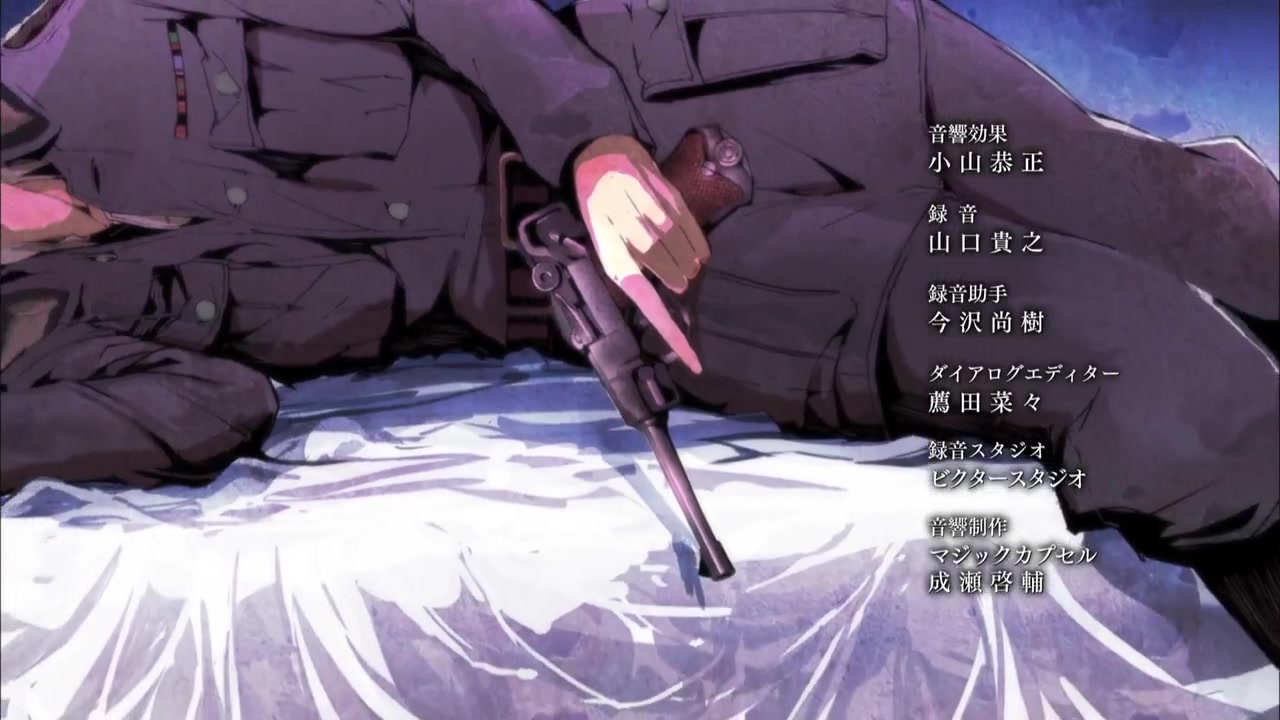 音響効果
小山恭正
録音
山口貴之
録音助手
今沢尚樹
ダイアログエディター
薦田菜々
録音スタジオ
ビクタースタジオ
音響制作
マジックカプセル
成瀬啓輔